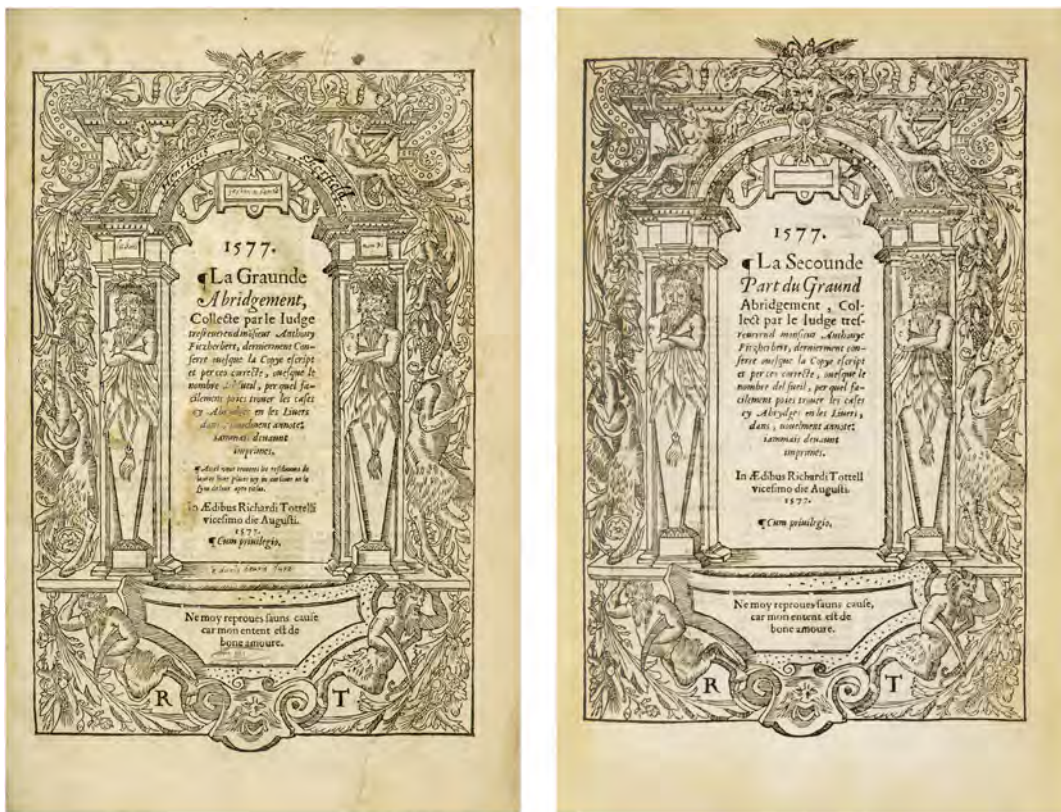 1577.
¶La Graunde
Abridgement,
Collecte par le Iudge
tresreuerend monsieur Anthony
Fitzherbert, dernierment Con-
ferre ouesque la Copye escript
et per ceo correcte, ouesque le
nombre del fueil, per quel fa-
cilement poies trouer les cases
cy Abrydges en les Liuers
dans, nouelment annote:
iammais deuaunt
imprimes.
In Ædibus Richardi Tottelli
vicesimo die Augusti.
1577.
¶Cum priuilegio.
Ne moy reproues sauns cause,
car mon entent est de
bone amoure.
R T
1577.
¶La Secounde
Part du Graund
Abridgement, Col-
lect par le Iudge tres-
reuerend monsieur Anthonye
Fitzherbert, dernierment con-
ferre ouesque la Copye escript
et per ceo correcte, ouesque le
nombre del fueil, per quel fa-
cilement poies trouer les cases
cy Abrydges en les Liuers,
dans, nouelment annote:
iammais deuaunt
imprimes.
In Ædibus Richardi Tottell
vicesimo die Augusti.
1577.
¶Cum priuilegio.
Ne moy reproues sauns cause,
car mon entent est de
bone amoure.
R T